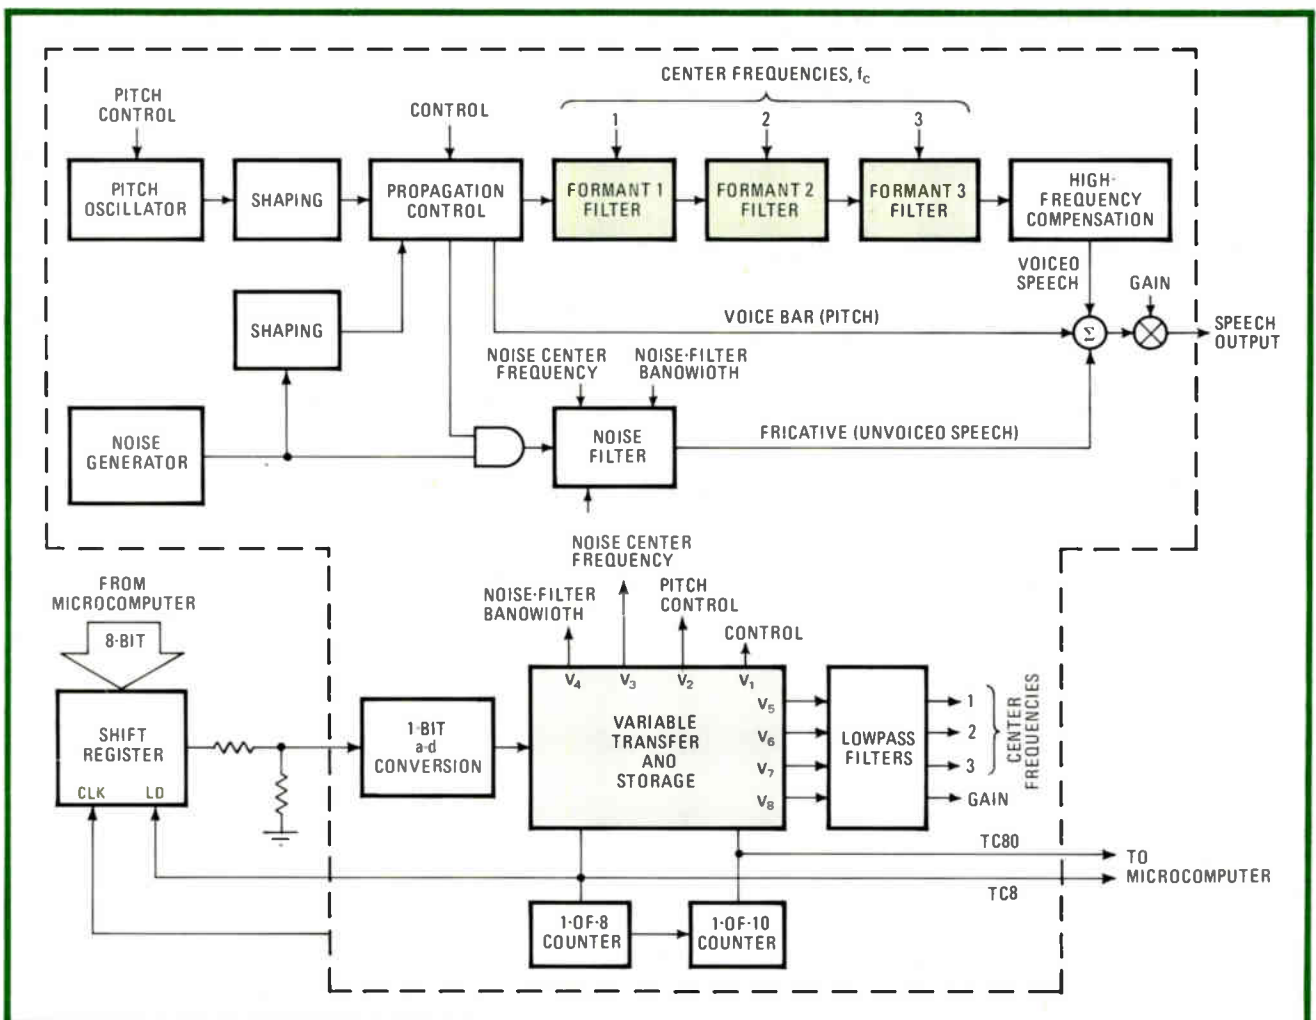 CENTER FREQUENCIES, fc
PITCH
CONTROL
CONTROL
1
2
3
PITCH
OSCILLATOR
SHAPING
PROPAGATION
CONTROL
FORMANT 1
FILTER
FORMANT 2
FILTER
FORMANT 3
FILTER
HIGH-
FREQUENCY
COMPENSATION
VOICEO
SPEECH
GAIN
SHAPING
VOICE BAR (PITCH)
Σ
SPEECH
OUTPUT
NOISE CENTER
FREQUENCY
NOISE-FILTER
BANOWIOTH
NOISE
GENERATOR
NOISE
FILTER
FRICATIVE (UNVOICEO SPEECH)
NOISE CENTER
FREQUENCY
FROM
MICROCOMPUTER
8-BIT
NOISE-FILTER
BANOWIOTH
PITCH
CONTROL
CONTROL
V4
V3
V2
V1
SHIFT
REGISTER
CLK
LD
1-BIT
a-d
CONVERSION
VARIABLE
TRANSFER
AND
STORAGE
V5
V6
V7
V8
LOWPASS
FILTERS
1
2
3
CENTER
FREQUENCIES
GAIN
TC80
TO
MICROCOMPUTER
TC8
1-OF-8
COUNTER
1-OF-10
COUNTER